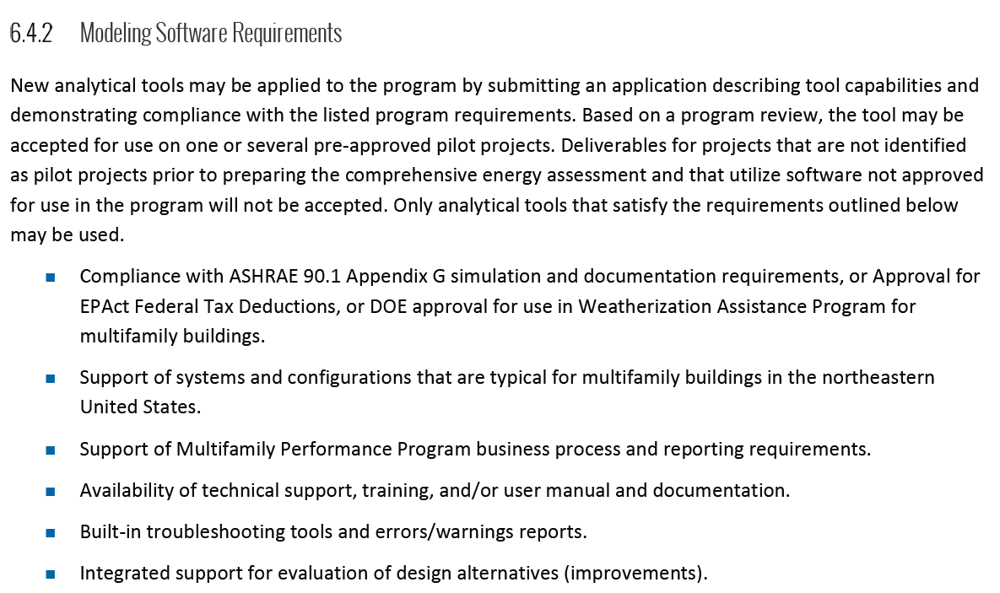 6.4.2 Modeling Software Requirements
New analytical tools may be applied to the program by submitting an application describing tool capabilities and
demonstrating compliance with the listed program requirements. Based on a program review, the tool may be
accepted for use on one or several pre-approved pilot projects. Deliverables for projects that are not identified
as pilot projects prior to preparing the comprehensive energy assessment and that utilize software not approved
for use in the program will not be accepted. Only analytical tools that satisfy the requirements outlined below
may be used.
■ Compliance with ASHRAE 90.1 Appendix G simulation and documentation requirements, or Approval for
EPAct Federal Tax Deductions, or DOE approval for use in Weatherization Assistance Program for
multifamily buildings.
■ Support of systems and configurations that are typical for multifamily buildings in the northeastern
United States.
■ Support of Multifamily Performance Program business process and reporting requirements.
■ Availability of technical support, training, and/or user manual and documentation.
■ Built-in troubleshooting tools and errors/warnings reports.
■ Integrated support for evaluation of design alternatives (improvements).